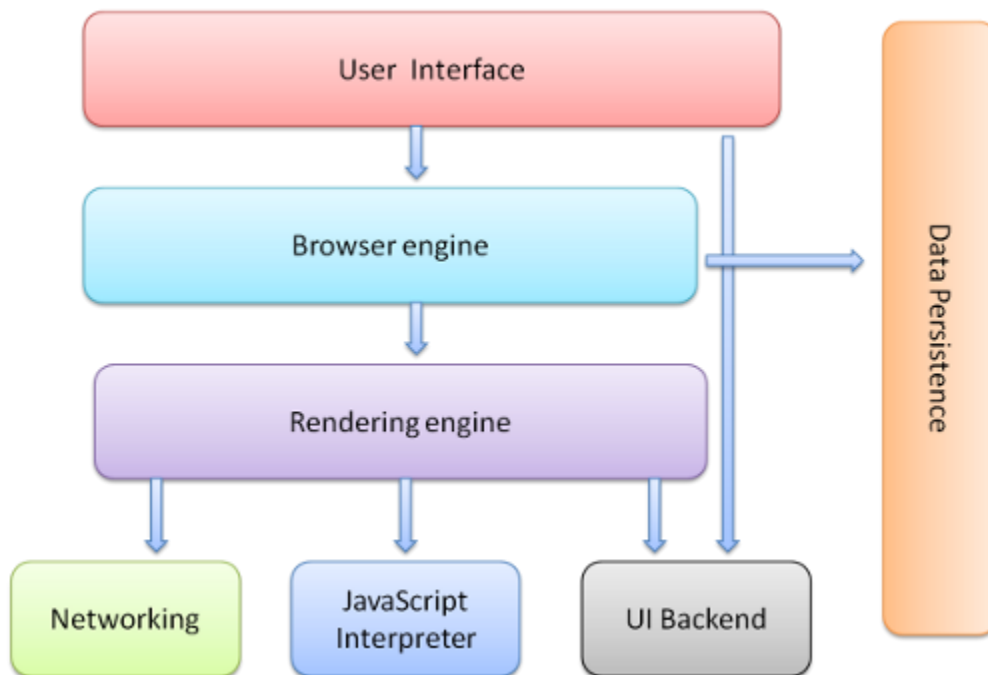 User Interface
Browser engine
Data Persistence
Rendering engine
Networking
JavaScript
Interpreter
UI Backend